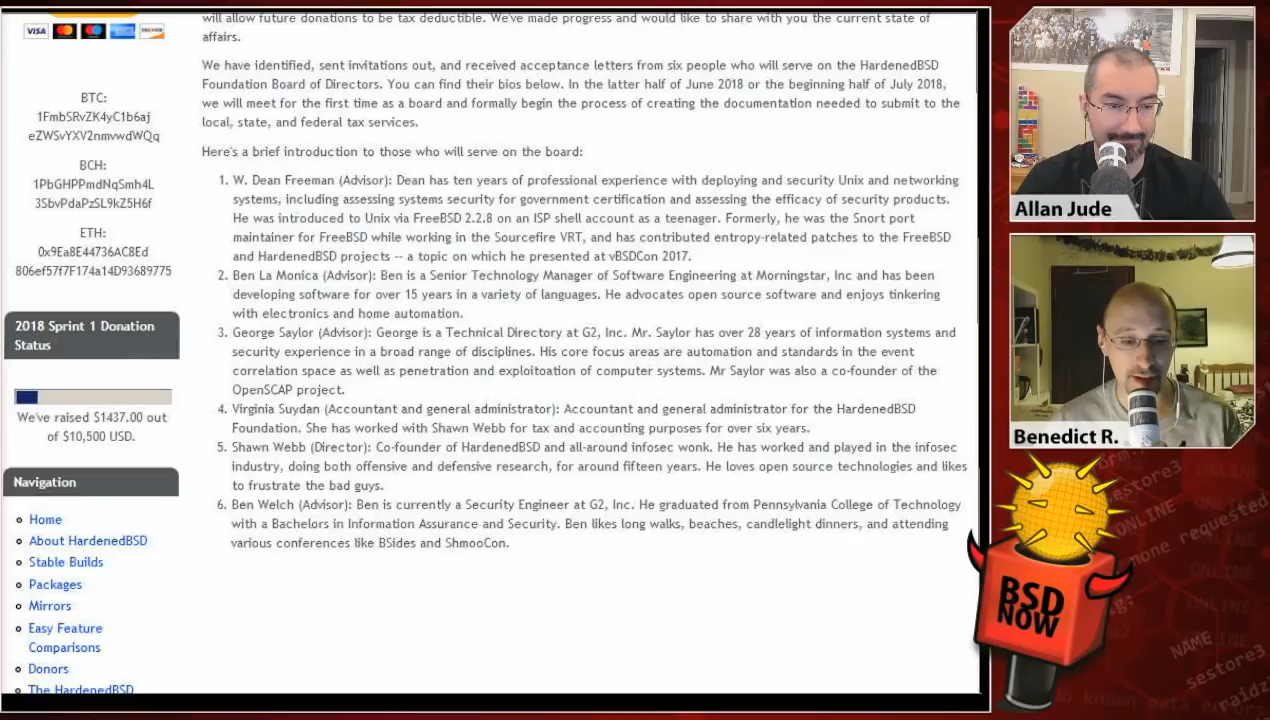 will allow future donations to be tax deductible. We've made progress and would like to share with you the current state of
affairs.
VISA
We have identified, sent invitations out, and received acceptance letters from six people who will serve on the HardenedBSD
Foundation Board of Directors. You can find their bios below. In the latter half of June 2018 or the beginning half of July 2018,
we will meet for the first time as a board and formally begin the process of creating the documentation needed to submit to the
local, state, and federal tax services.
Here's a brief introduction to those who will serve on the board:
1. W. Dean Freeman (Advisor): Dean has ten years of professional experience with deploying and security Unix and networking
systems, including assessing systems security for government certification and assessing the efficacy of security products.
He was introduced to Unix via FreeBSD 2.2.8 on an ISP shell account as a teenager. Formerly, he was the Snort port
maintainer for FreeBSD while working in the Sourcefire VRT, and has contributed entropy-related patches to the FreeBSD
and HardenedBSD projects -- a topic on which he presented at vBSDCon 2017.
2. Ben La Monica (Advisor): Ben is a Senior Technology Manager of Software Engineering at Morningstar, Inc and has been
developing software for over 15 years in a variety of languages. He advocates open source software and enjoys tinkering
with electronics and home automation.
3. George Saylor (Advisor): George is a Technical Directory at G2, Inc. Mr. Saylor has over 28 years of information systems and
security experience in a broad range of disciplines. His core focus areas are automation and standards in the event
correlation space as well as penetration and exploitoation of computer systems. Mr Saylor was also a co-founder of the
OpenSCAP project.
4. Virginia Suydan (Accountant and general administrator): Accountant and general administrator for the HardenedBSD
Foundation. She has worked with Shawn Webb for tax and accounting purposes for over six years.
5. Shawn Webb (Director): Co-founder of HardenedBSD and all-around infosec wonk. He has worked and played in the infosec
industry, doing both offensive and defensive research, for around fifteen years. He loves open source technologies and likes
to frustrate the bad guys.
6. Ben Welch (Advisor): Ben is currently a Security Engineer at G2, Inc. He graduated from Pennsylvania College of Technology
with a Bachelors in Information Assurance and Security. Ben likes long walks, beaches, candlelight dinners, and attending
various conferences like BSides and ShmooCon.
BTC:
1FmbSRvZK4yC1b6aj
eZWSvYXV2nmvwdWQq
BCH:
1PbGHPPmdNqSmh4L
3SbvPdaPzSL9kZ5H6f
ETH:
0x9Ea8E44736AC8Ed
806ef57f7F174a14D93689775
2018 Sprint 1 Donation
Status
We've raised $1437.00 out
of $10,500 USD.
Navigation
Home
About HardenedBSD
Stable Builds
Packages
Mirrors
Easy Feature
Comparisons
Donors
The HardenedBSD
Allan Jude
Benedict R.
BSD
NOW